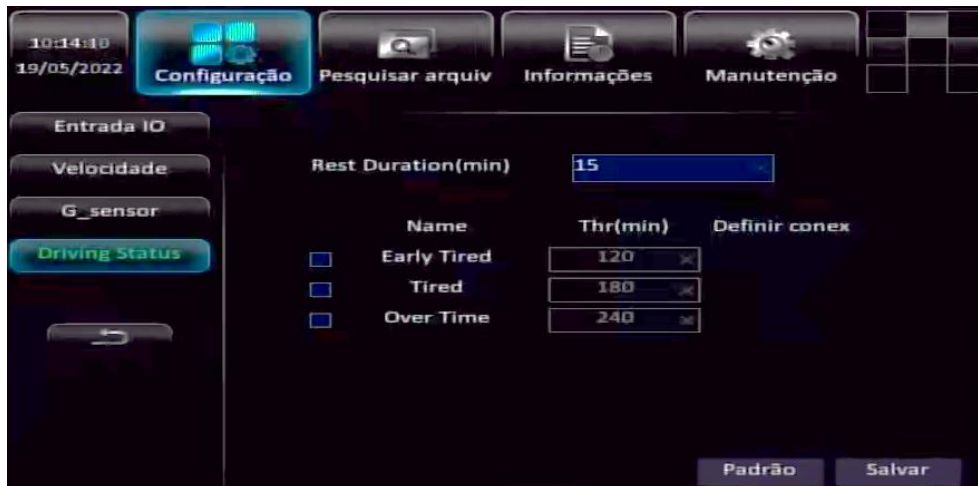 10:14:10
19/05/2022
Configuração
Pesquisar arquiv
Informações
Manutenção
Entrada IO
Velocidade
G_sensor
Driving Status
Rest Duration(min) 15
Name Thr(min) Definir conex
Early Tired 120
Tired 180
Over Time 240
Padrão Salvar